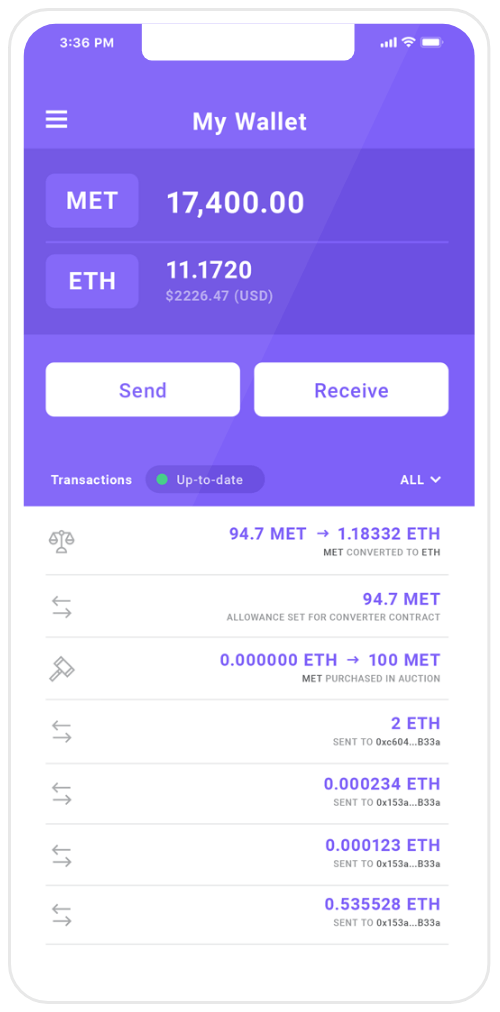 3:36 PM
My Wallet
MET 17,400.00
ETH 11.1720
$2226.47 (USD)
Send Receive
Transactions Up-to-date ALL
94.7 MET → 1.18332 ETH
MET CONVERTED TO ETH
94.7 MET
ALLOWANCE SET FOR CONVERTER CONTRACT
0.000000 ETH → 100 MET
MET PURCHASED IN AUCTION
2 ETH
SENT TO 0xc604...B33a
0.000234 ETH
SENT TO 0x153a...B33a
0.000123 ETH
SENT TO 0x153a...B33a
0.535528 ETH
SENT TO 0x153a...B33a